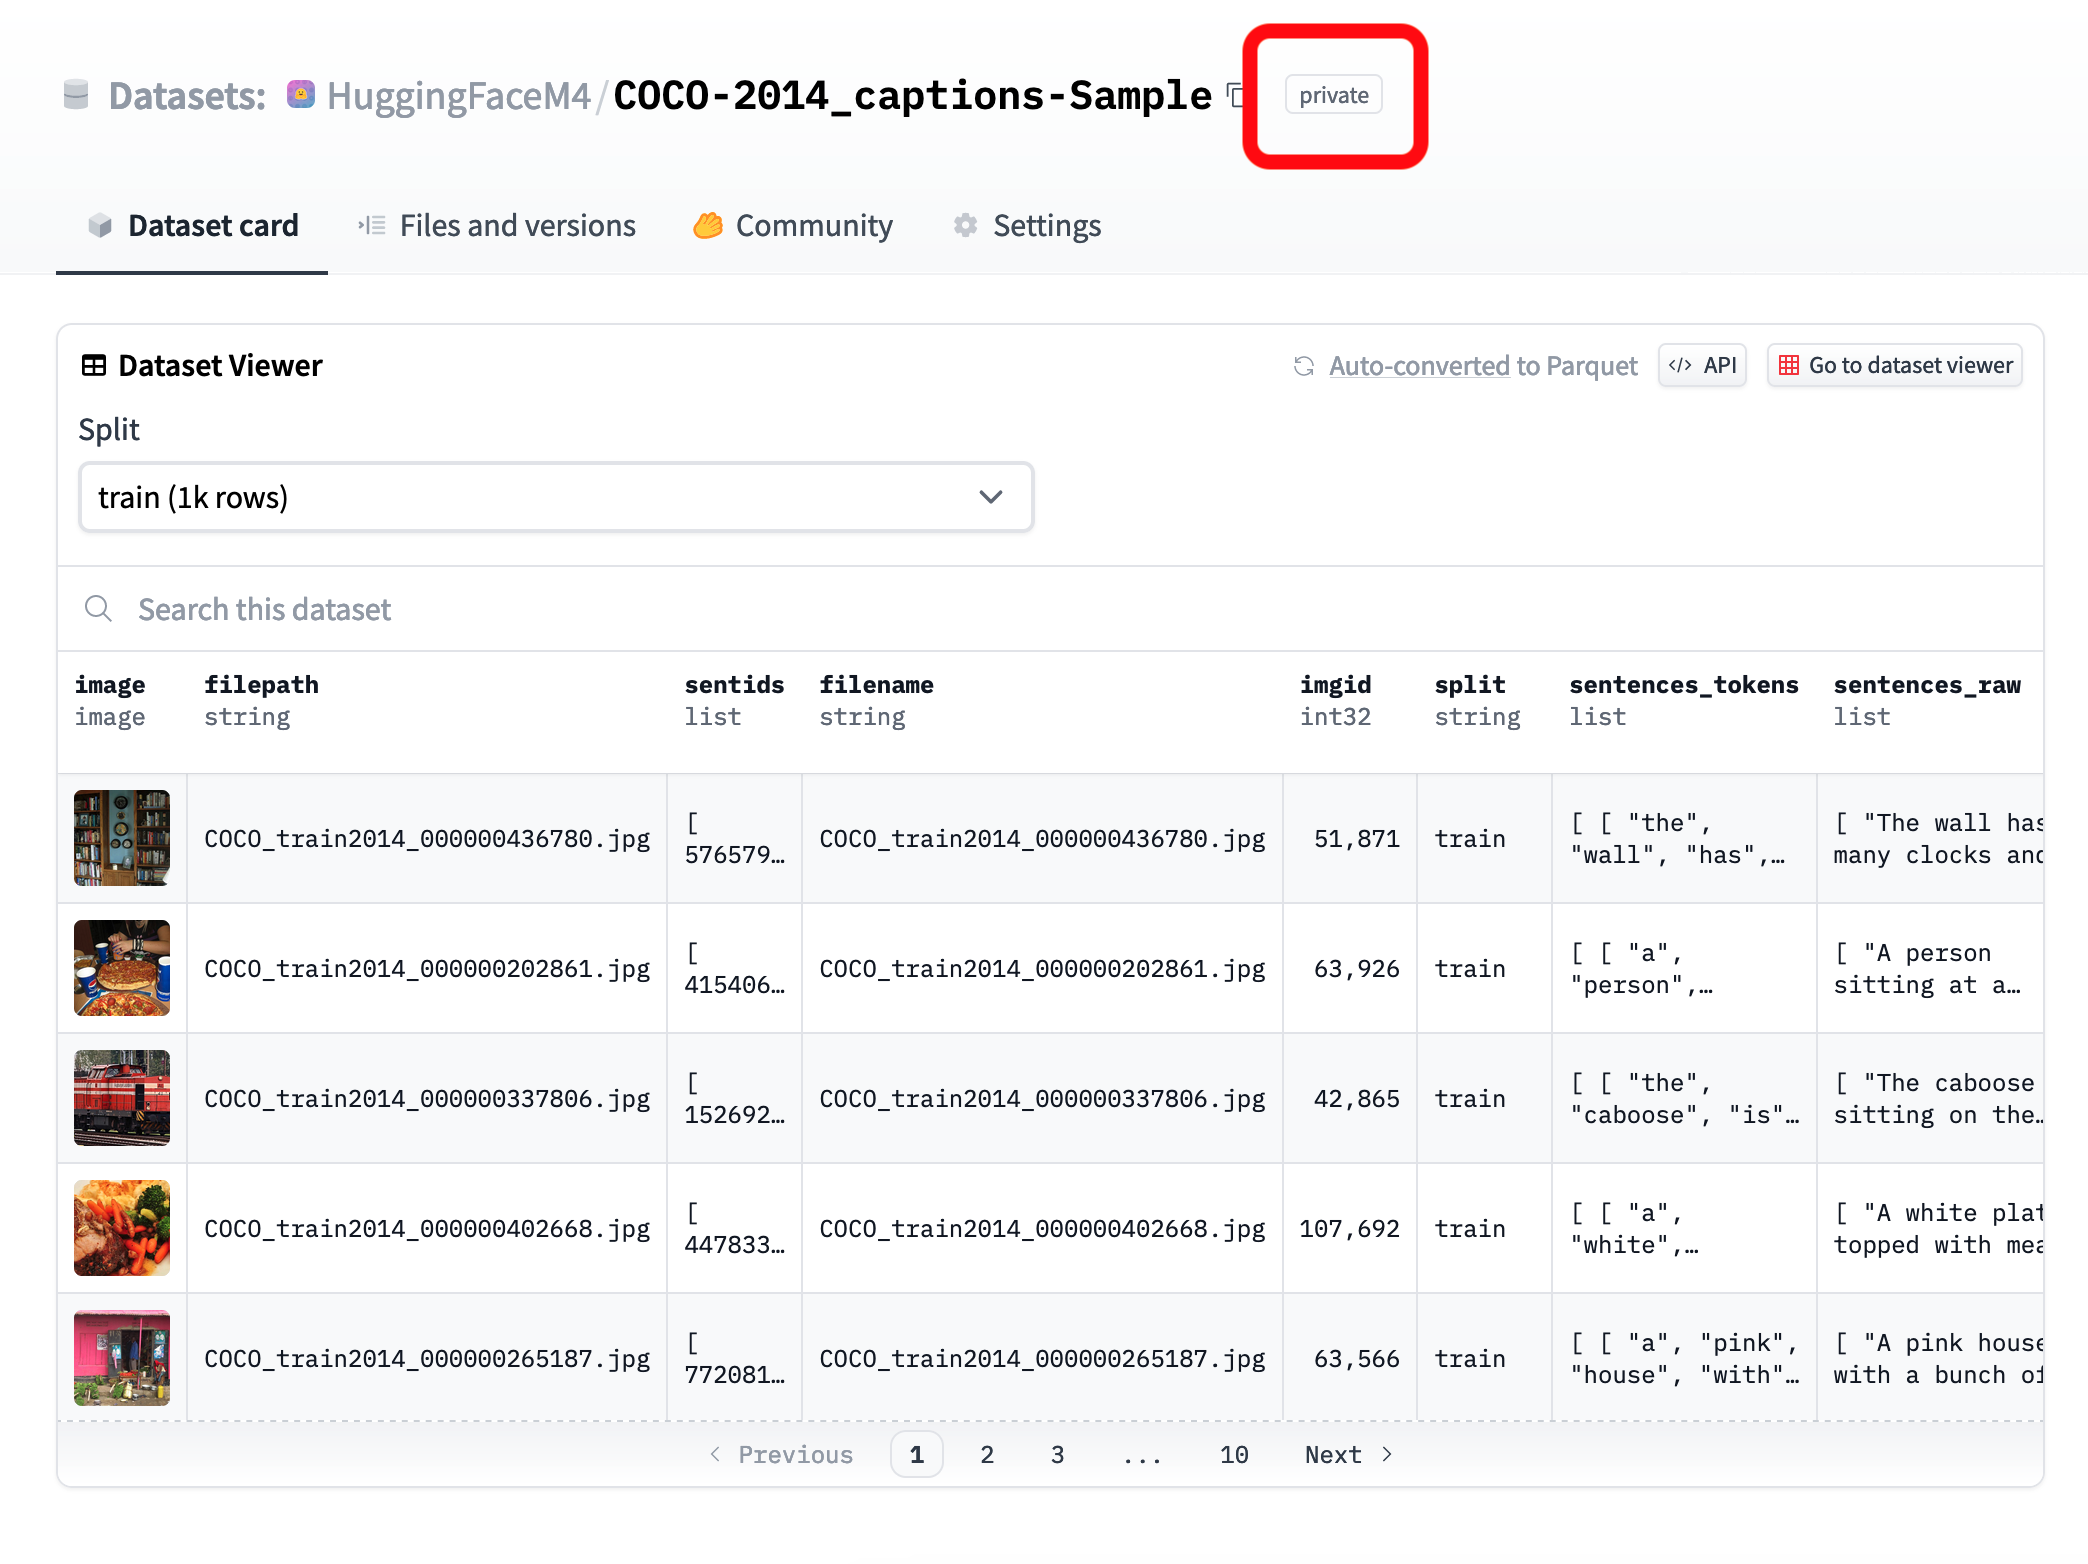 Datasets: HuggingFaceM4/COCO-2014_captions-Sample private
Dataset card Files and versions Community Settings
Dataset Viewer Auto-converted to Parquet </> API Go to dataset viewer
Split
train (1k rows)
Search this dataset
image filepath sentids filename imgid split sentences_tokens sentences_raw
image string list string int32 string list list
COCO_train2014_000000436780.jpg [ 576579… COCO_train2014_000000436780.jpg 51,871 train [ [ "the", "wall", "has",… [ "The wall has many clocks and
COCO_train2014_000000202861.jpg [ 415406… COCO_train2014_000000202861.jpg 63,926 train [ [ "a", "person",… [ "A person sitting at a…
COCO_train2014_000000337806.jpg [ 152692… COCO_train2014_000000337806.jpg 42,865 train [ [ "the", "caboose", "is"… [ "The caboose sitting on the…
COCO_train2014_000000402668.jpg [ 447833… COCO_train2014_000000402668.jpg 107,692 train [ [ "a", "white",… [ "A white plat topped with mea
COCO_train2014_000000265187.jpg [ 772081… COCO_train2014_000000265187.jpg 63,566 train [ [ "a", "pink", "house", "with"… [ "A pink house with a bunch of
< Previous 1 2 3 ... 10 Next >